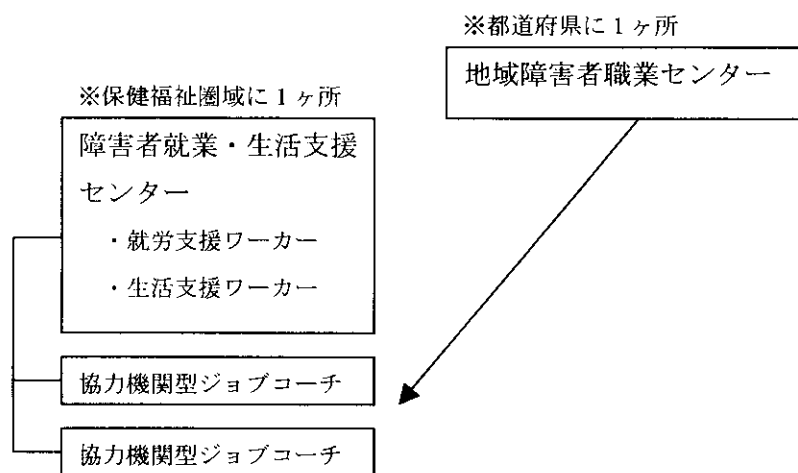 ※都道府県に1ヶ所
地域障害者職業センター
※保健福祉圏域に1ヶ所
障害者就業・生活支援
センター
・就労支援ワーカー
・生活支援ワーカー
協力機関型ジョブコーチ
協力機関型ジョブコーチ